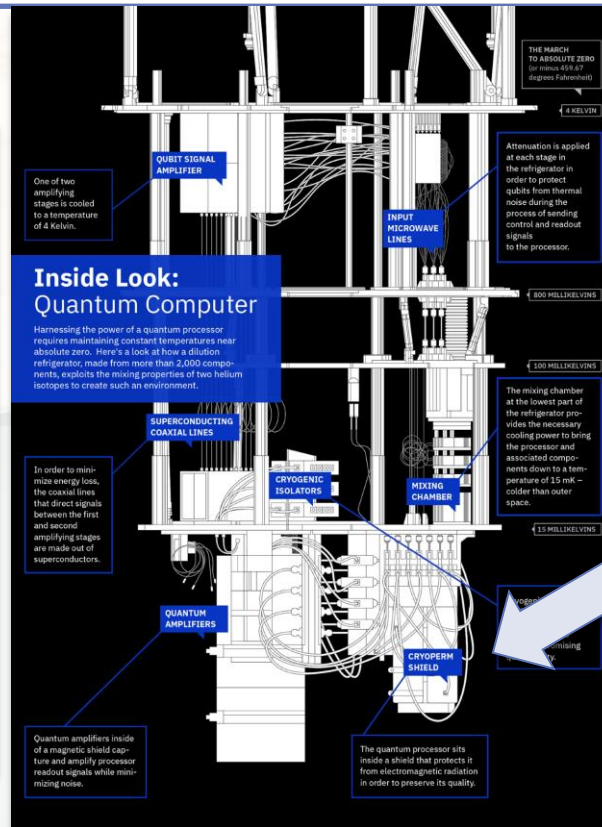 THE MARCH
TO ABSOLUTE ZERO
(or minus 459.67
degrees Fahrenheit)
4 KELVIN
QUBIT SIGNAL
AMPLIFIER
One of two
amplifying
stages is cooled
to a temperature
of 4 Kelvin.
INPUT
MICROWAVE
LINES
Attenuation is applied
at each stage in
the refrigerator in
order to protect
qubits from thermal
noise during the
process of sending
control and readout
signals
to the processor.
Inside Look:
Quantum Computer
Harnessing the power of a quantum processor
requires maintaining constant temperatures near
absolute zero. Here's a look at how a dilution
refrigerator, made from more than 2,000 compo-
nents, exploits the mixing properties of two helium
isotopes to create such an environment.
800 MILLIKELVINS
100 MILLIKELVINS
SUPERCONDUCTING
COAXIAL LINES
In order to mini-
mize energy loss,
the coaxial lines
that direct signals
between the first
and second
amplifying stages
are made out of
superconductors.
CRYOGENIC
ISOLATORS
MIXING
CHAMBER
The mixing chamber
at the lowest part of
the refrigerator pro-
vides the necessary
cooling power to bring
the processor and
associated compo-
nents down to a tem-
perature of 15 mK –
colder than outer
space.
15 MILLIKELVINS
QUANTUM
AMPLIFIERS
CRYOPERM
SHIELD
Quantum amplifiers inside
of a magnetic shield cap-
ture and amplify processor
readout signals while mini-
mizing noise.
The quantum processor sits
inside a shield that protects it
from electromagnetic radiation
in order to preserve its quality.